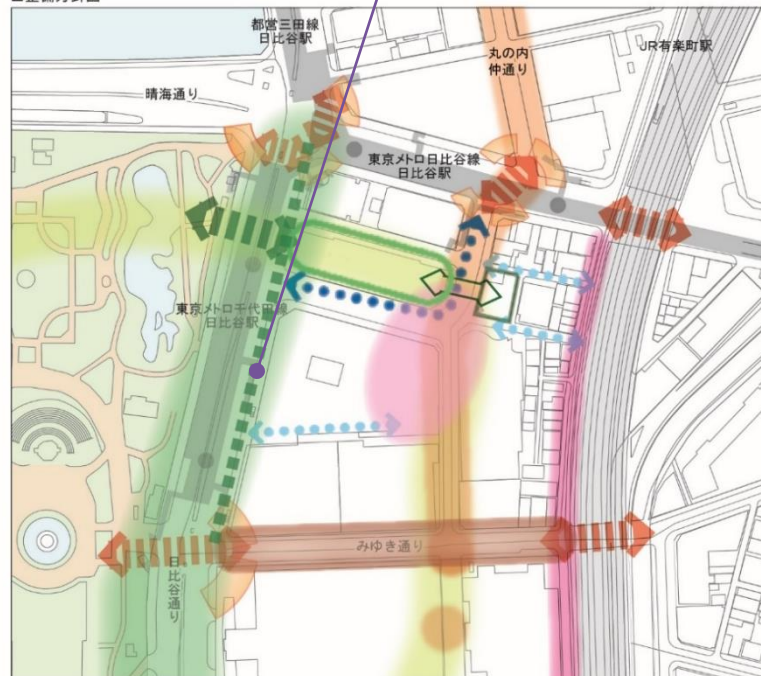 都営三田線
日比谷駅
丸の内
仲通り
JR有楽町駅
晴海通り
東京メトロ日比谷線
日比谷駅
東京メトロ千代田線
日比谷駅
みゆき通り
日比谷通り